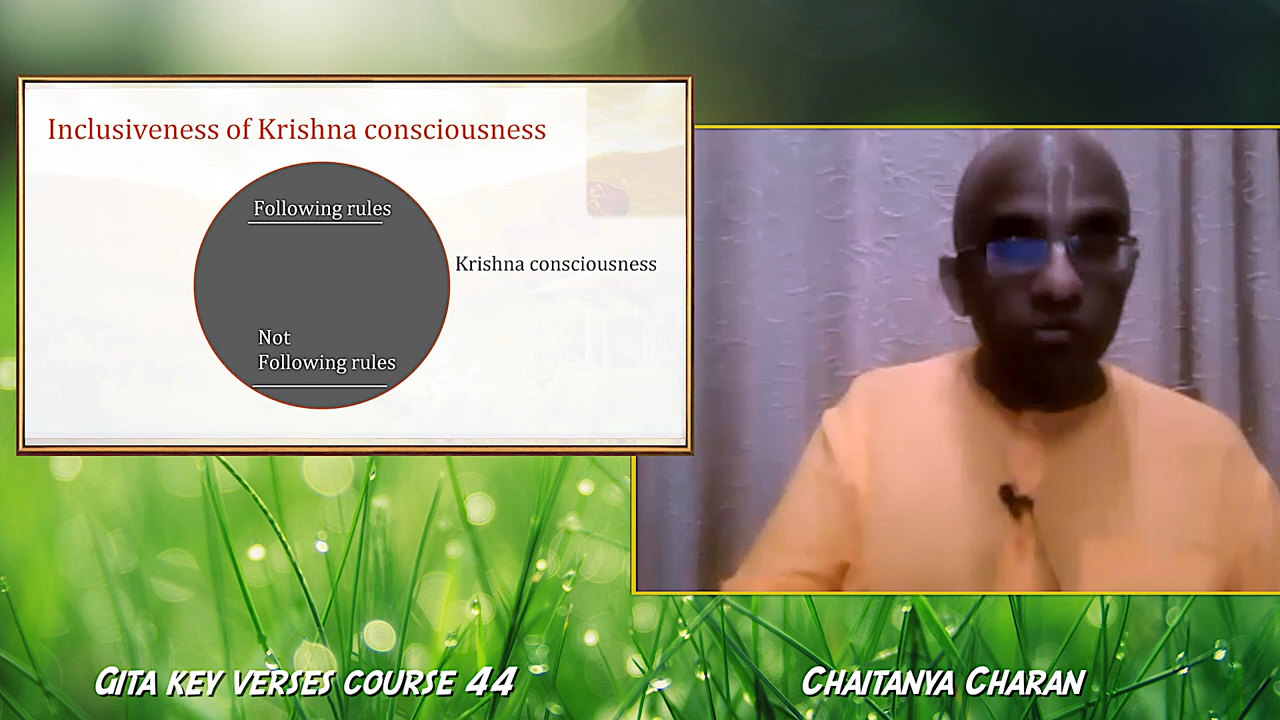 Inclusiveness of Krishna consciousness
Following rules
Krishna consciousness
Not
Following rules
GITA KEY VERSES COURSE 44
CHAITANYA CHARAN